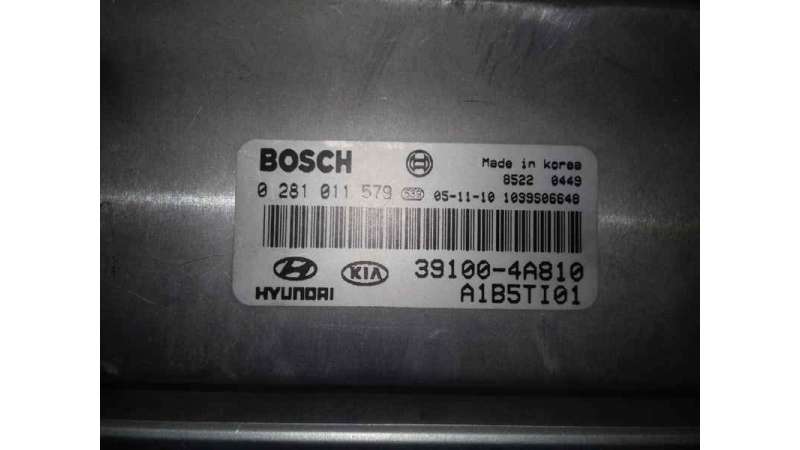 BOSCH Made in korea
8522 0449
0 281 011 579 05-11-10 1039S06648
39100-4A810
KIA
HYUNDAI A1B5TI01